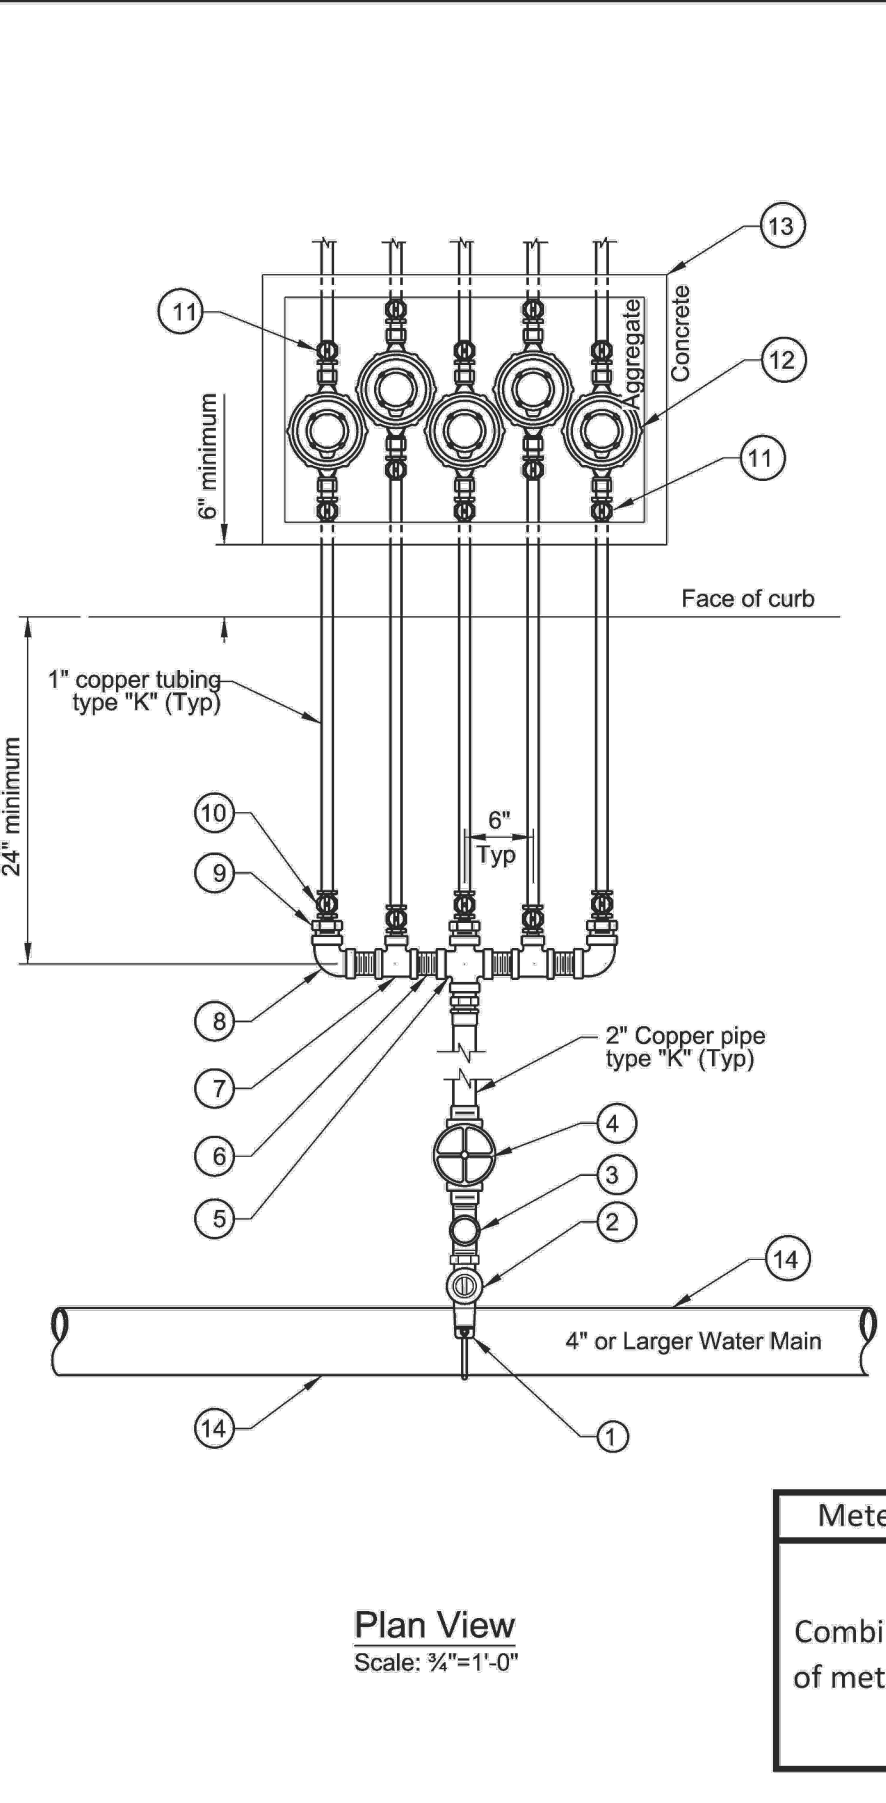 13
11
Aggregate
Concrete
12
6" minimum
11
Face of curb
1" copper tubing
type "K" (Typ)
24" minimum
10
6"
Typ
9
8
2" Copper pipe
type "K" (Typ)
7
4
6
3
5
2
14
4" or Larger Water Main
14
1
Mete
Plan View
Combi
Scale: ¾"=1'-0"
of met